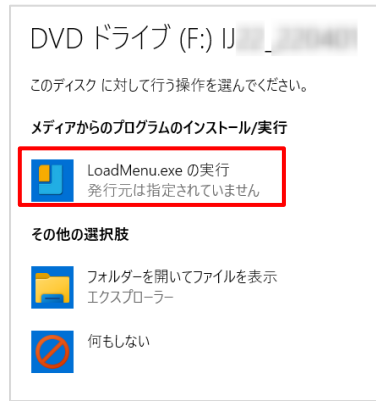 DVD ドライブ (F:) IJ
このディスク に対して行う操作を選んでください。
メディアからのプログラムのインストール/実行
LoadMenu.exe の実行
発行元は指定されていません
その他の選択肢
フォルダーを開いてファイルを表示
エクスプローラー
何もしない